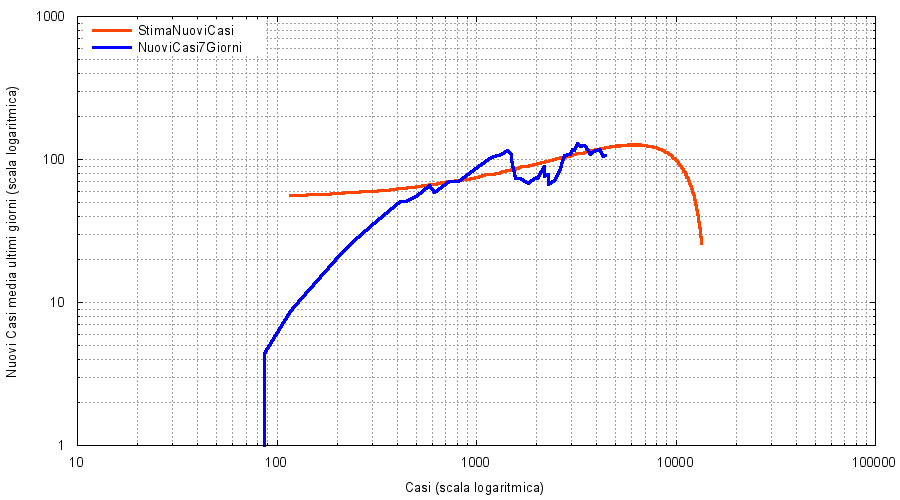 1000
StimaNuoviCasi
NuoviCasi7Giorni
100
10
1
10
100
1000
10000
100000
Nuovi Casi media ultimi giorni (scala logaritmica)
Casi (scala logaritmica)